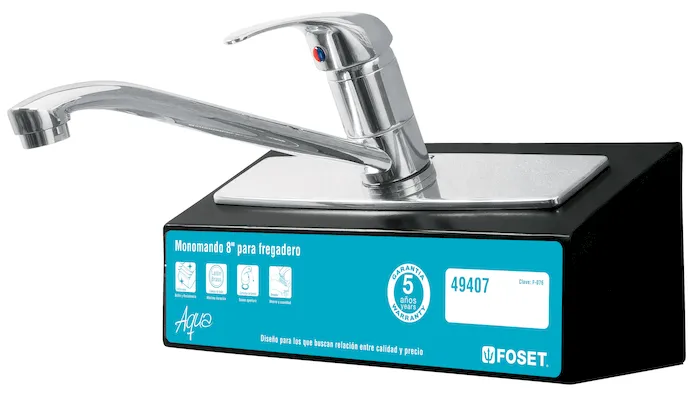 Monomando 8" para fregadero
GARANTÍA
5
años
years
WARRANTY
49407
Clave: F-976
Aqua
Diseño para los que buscan relación entre calidad y precio
FOSET.